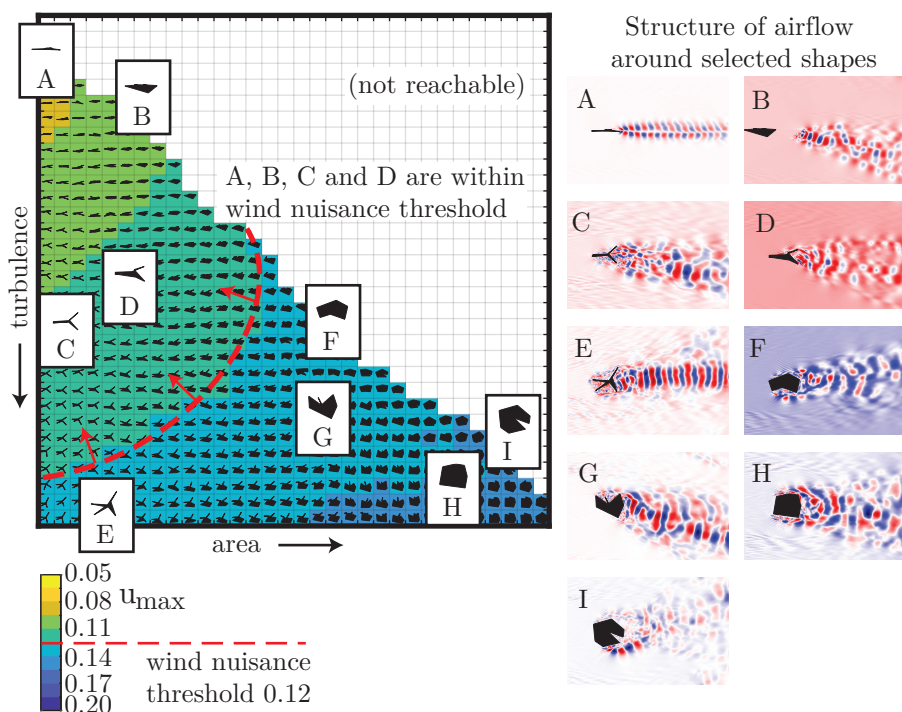 A
B
(not reachable)
A, B, C and D are within
wind nuisance threshold
D
C
F
G
I
H
E
turbulence
area
0.05
0.08
0.11
0.14
0.17
0.20
u_max
wind nuisance
threshold 0.12
Structure of airflow
around selected shapes
A
B
C
D
E
F
G
H
I